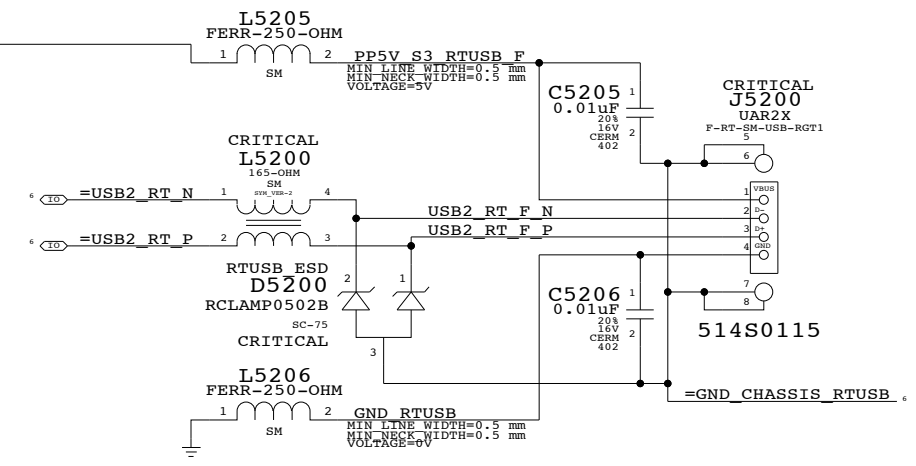 L5205
FERR-250-OHM
1
2
SM
PP5V_S3_RTUSB_F
MIN_LINE_WIDTH=0.5 mm
MIN_NECK_WIDTH=0.5 mm
VOLTAGE=5V
C5205
0.01uF
20%
16V
CERM
402
1
2
CRITICAL
J5200
UAR2X
F-RT-SM-USB-RGT1
5
6
CRITICAL
L5200
165-OHM
SM
SYM_VER-2
6 IO =USB2_RT_N
1
4
6 IO =USB2_RT_P
2
3
USB2_RT_F_N
USB2_RT_F_P
1 VBUS
2 D-
3 D+
4 GND
RTUSB_ESD
D5200
RCLAMP0502B
SC-75
CRITICAL
2
1
3
C5206
0.01uF
20%
16V
CERM
402
1
2
7
8
514S0115
L5206
FERR-250-OHM
1
2
SM
GND_RTUSB
MIN_LINE_WIDTH=0.5 mm
MIN_NECK_WIDTH=0.5 mm
VOLTAGE=0V
=GND_CHASSIS_RTUSB 6